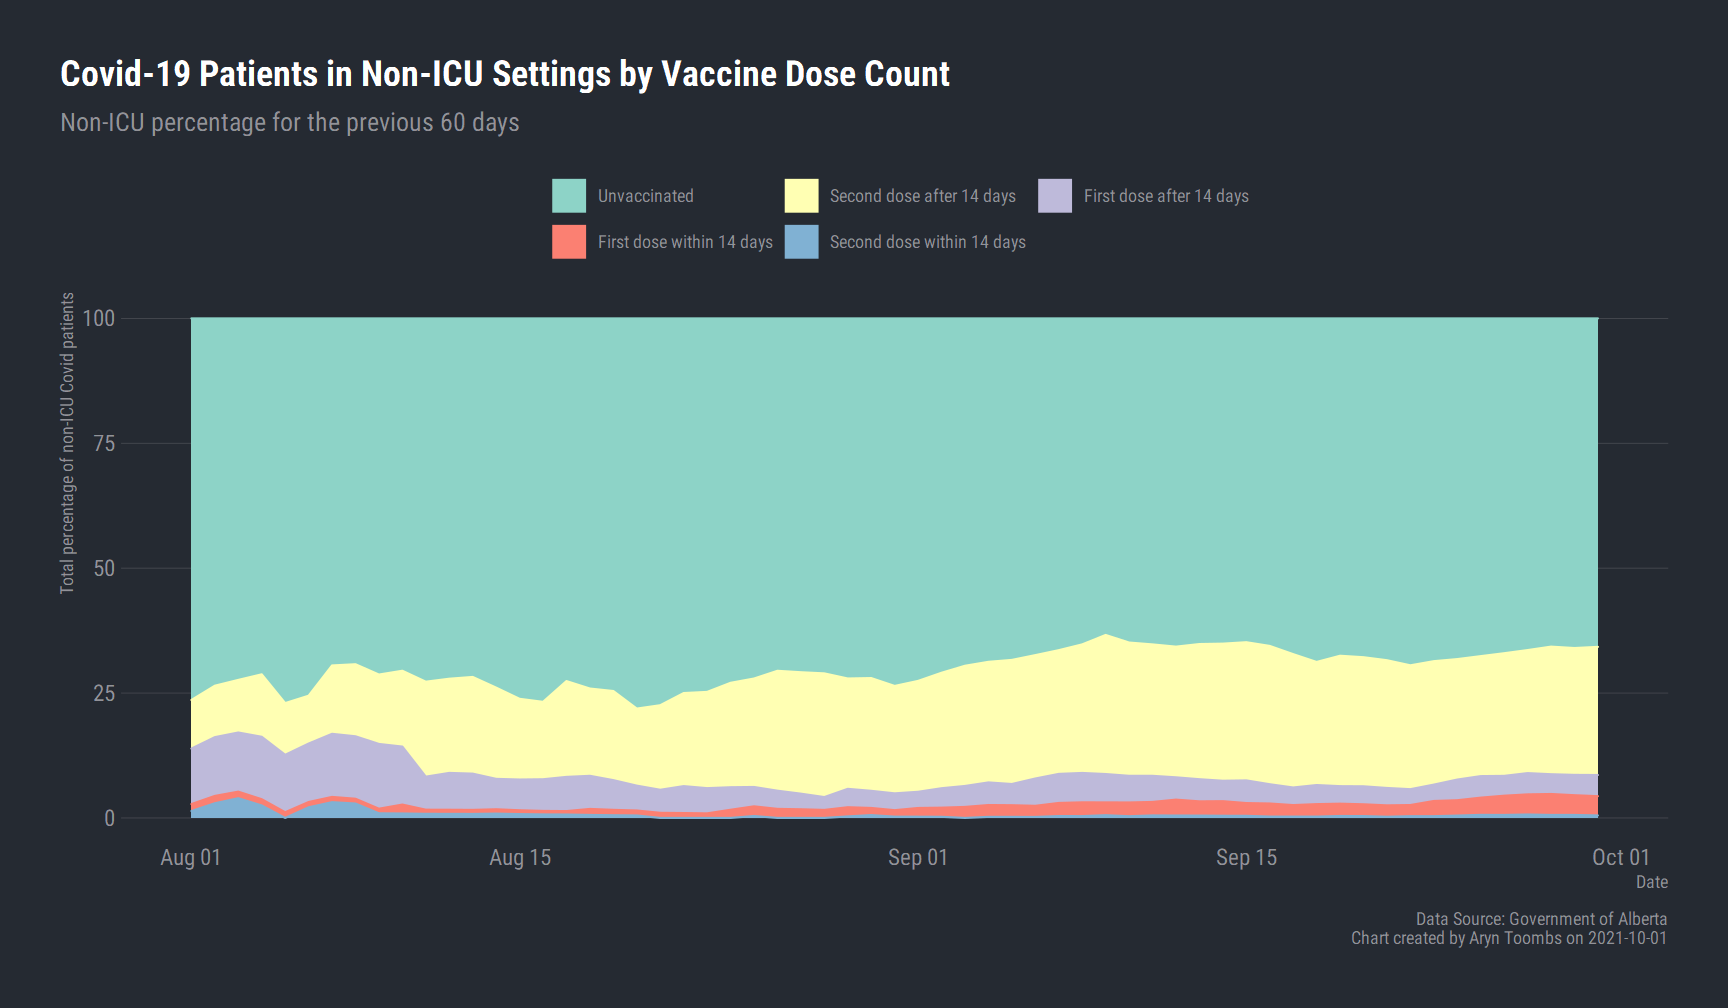 Covid-19 Patients in Non-ICU Settings by Vaccine Dose Count
Non-ICU percentage for the previous 60 days
Unvaccinated
Second dose after 14 days
First dose after 14 days
First dose within 14 days
Second dose within 14 days
Total percentage of non-ICU Covid patients
100
75
50
25
0
Aug 01
Aug 15
Sep 01
Sep 15
Oct 01
Date
Data Source: Government of Alberta
Chart created by Aryn Toombs on 2021-10-01